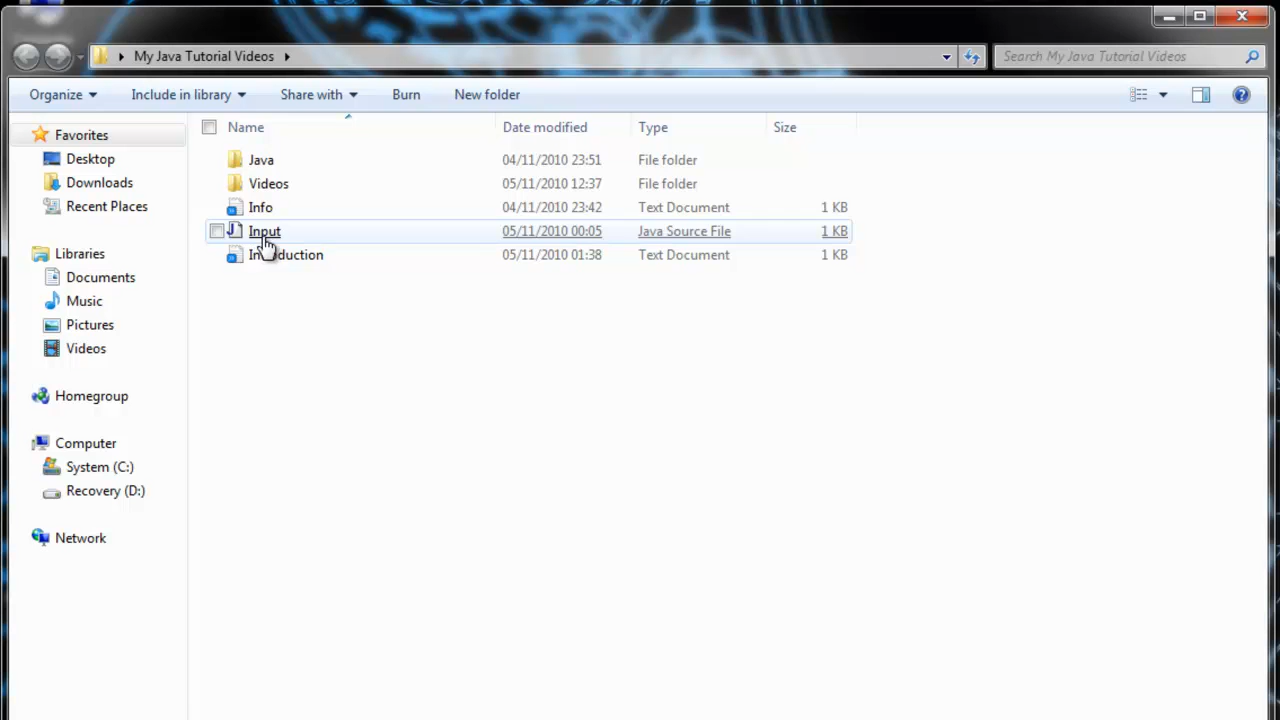 My Java Tutorial Videos
Search My Java Tutorial Videos
Organize Include in library Share with Burn New folder
Name Date modified Type Size
Favorites
Desktop
Downloads
Recent Places
Libraries
Documents
Music
Pictures
Videos
Homegroup
Computer
System (C:)
Recovery (D:)
Network
Java 04/11/2010 23:51 File folder
Videos 05/11/2010 12:37 File folder
Info 04/11/2010 23:42 Text Document 1 KB
Input 05/11/2010 00:05 Java Source File 1 KB
Introduction 05/11/2010 01:38 Text Document 1 KB